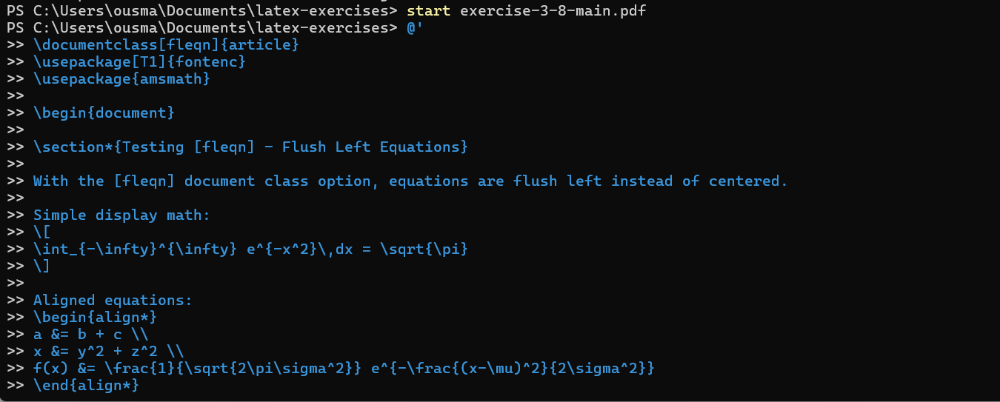 PS C:\Users\ousma\Documents\latex-exercises> start exercise-3-8-main.pdf
PS C:\Users\ousma\Documents\latex-exercises> @'
>> \documentclass[fleqn]{article}
>> \usepackage[T1]{fontenc}
>> \usepackage{amsmath}
>>
>> \begin{document}
>>
>> \section*{Testing [fleqn] - Flush Left Equations}
>>
>> With the [fleqn] document class option, equations are flush left instead of centered.
>>
>> Simple display math:
>> \[
>> \int_{-\infty}^{\infty} e^{-x^2}\,dx = \sqrt{\pi}
>> \]
>>
>> Aligned equations:
>> \begin{align*}
>> a &= b + c \\
>> x &= y^2 + z^2 \\
>> f(x) &= \frac{1}{\sqrt{2\pi\sigma^2}} e^{-\frac{(x-\mu)^2}{2\sigma^2}}
>> \end{align*}